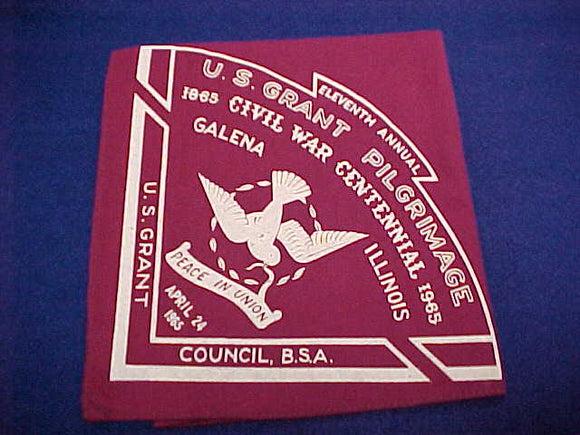 ELEVENTH ANNUAL
U.S. GRANT PILGRIMAGE
1865 CIVIL WAR CENTENNIAL 1965
GALENA ILLINOIS
PEACE IN UNION
APRIL 24
1965
U.S. GRANT
COUNCIL, B.S.A.